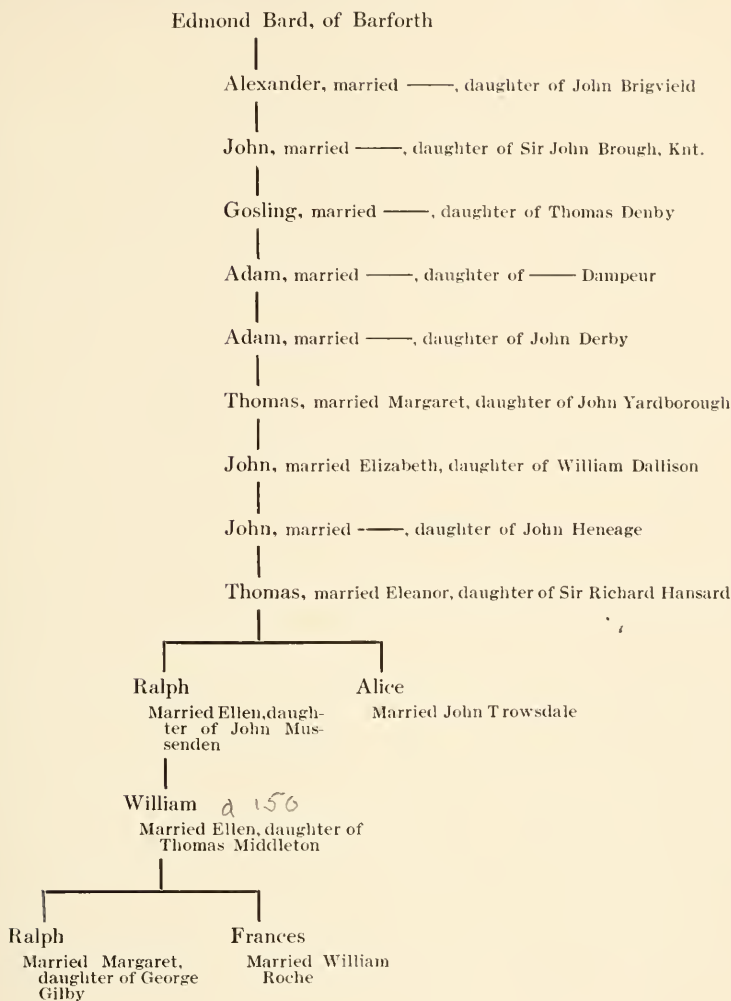 Edmond Bard, of Barforth
Alexander, married ——, daughter of John Brigvield
John, married ——, daughter of Sir John Brough, Knt.
Gosling, married ——, daughter of Thomas Denby
Adam, married ——, daughter of —— Dampeur
Adam, married ——, daughter of John Derby
Thomas, married Margaret, daughter of John Yardborough
John, married Elizabeth, daughter of William Dallison
John, married ——, daughter of John Heneage
Thomas, married Eleanor, daughter of Sir Richard Hansard
Ralph
Married Ellen, daugh-
ter of John Mus-
senden
Alice
Married John Trowsdale
William d 150
Married Ellen, daughter of
Thomas Middleton
Ralph
Married Margaret,
daughter of George
Gilby
Frances
Married William
Roche